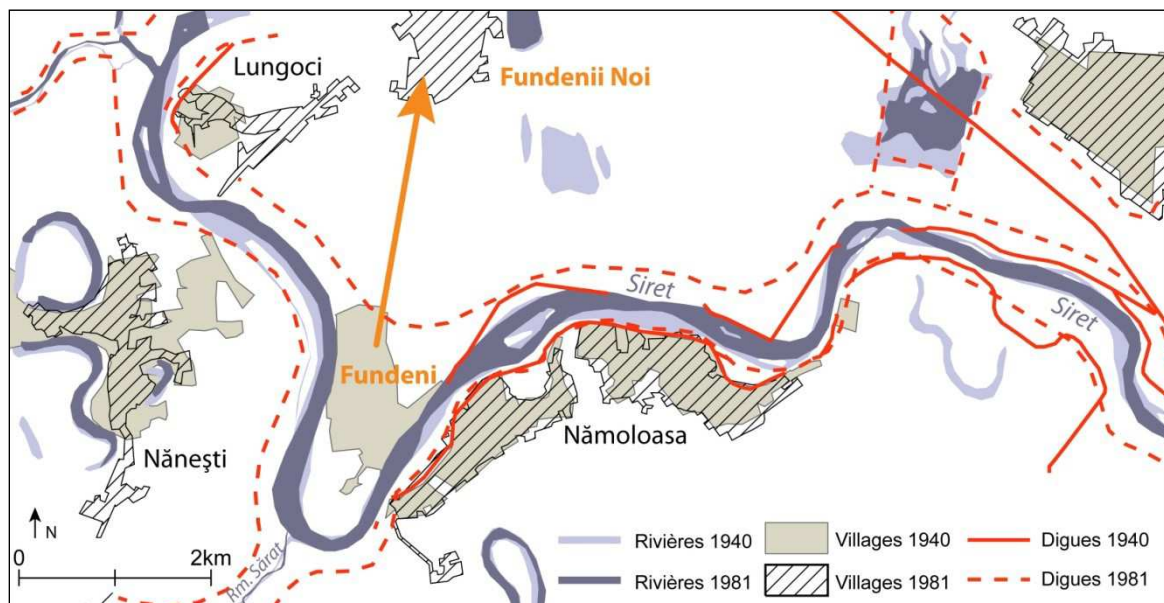 Lungoci
Fundenii Noi
Siret
Siret
Fundeni
Nămoloasa
Năneşti
N
0 2km
Rm. Sărat
Rivières 1940 Villages 1940 Digues 1940
Rivières 1981 Villages 1981 Digues 1981